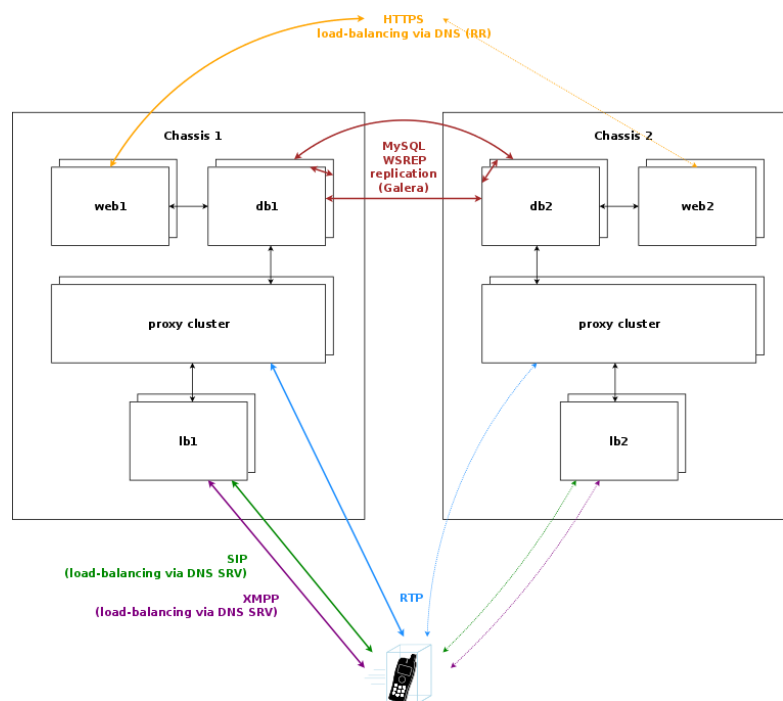 HTTPS
load-balancing via DNS (RR)
Chassis 1
Chassis 2
MySQL
WSREP
replication
(Galera)
web1
db1
db2
web2
proxy cluster
proxy cluster
lb1
lb2
SIP
(load-balancing via DNS SRV)
XMPP
(load-balancing via DNS SRV)
RTP